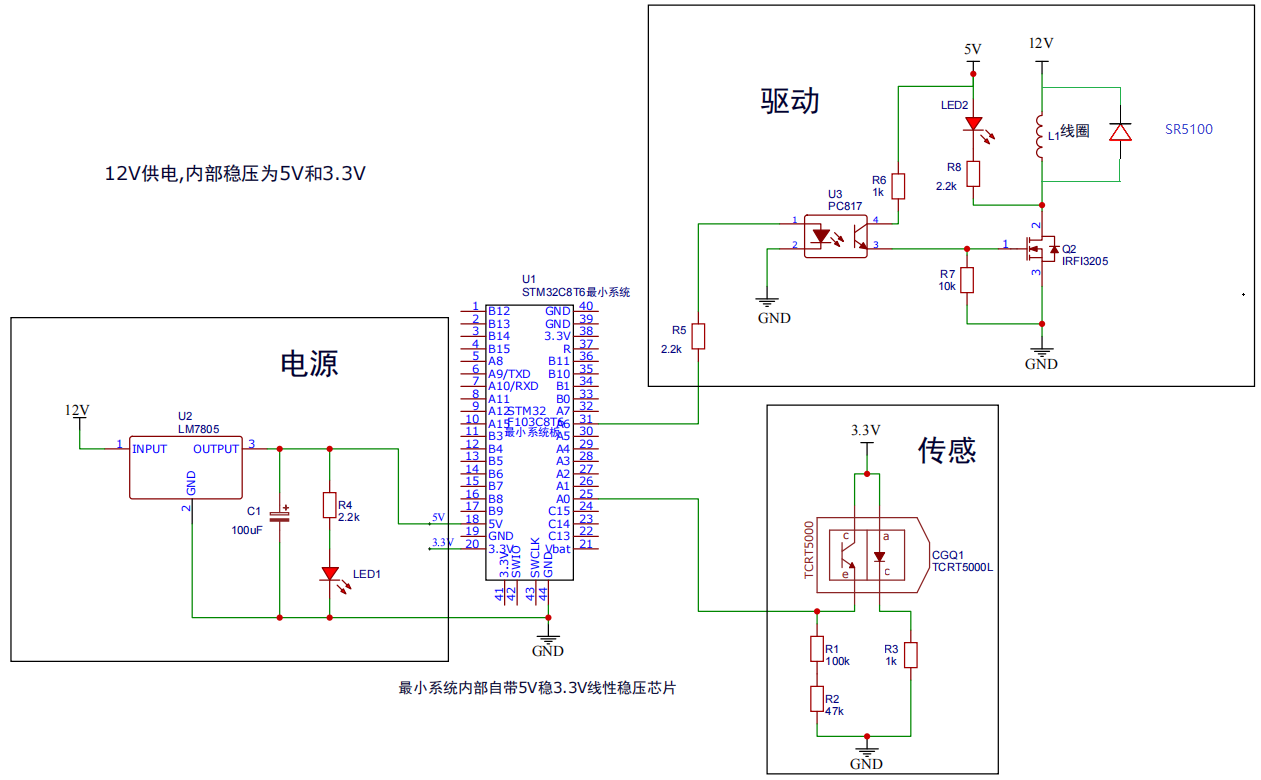 12V供电,内部稳压为5V和3.3V
电源
12V
U2
LM7805
1
INPUT
OUTPUT
3
GND
2
C1
100uF
R4
2.2k
LED1
5V
3.3V
U1
STM32C8T6最小系统
1
B12
2
B13
3
B14
4
B15
5
A8
6
A9/TXD
7
A10/RXD
8
A11
9
A12
10
A15
11
B3
12
B4
13
B5
14
B6
15
B7
16
B8
17
B9
18
5V
19
GND
20
3.3V
STM32
F103C8T6
最小系统板
GND
40
GND
39
3.3V
38
R
37
B11
36
B10
35
B1
34
B0
33
A7
32
A6
31
A5
30
A4
29
A3
28
A2
27
A1
26
A0
25
C15
24
C14
23
C13
22
Vbat
21
3.3V
SWIO
SWCLK
GND
41
42
43
44
GND
最小系统内部自带5V稳3.3V线性稳压芯片
驱动
5V
12V
LED2
L1线圈
SR5100
R8
2.2k
R6
1k
U3
PC817
1
2
4
3
GND
R5
2.2k
R7
10k
1
2
3
Q2
IRFI3205
GND
传感
3.3V
TCRT5000
c
a
e
c
CGQ1
TCRT5000L
R1
100k
R2
47k
R3
1k
GND